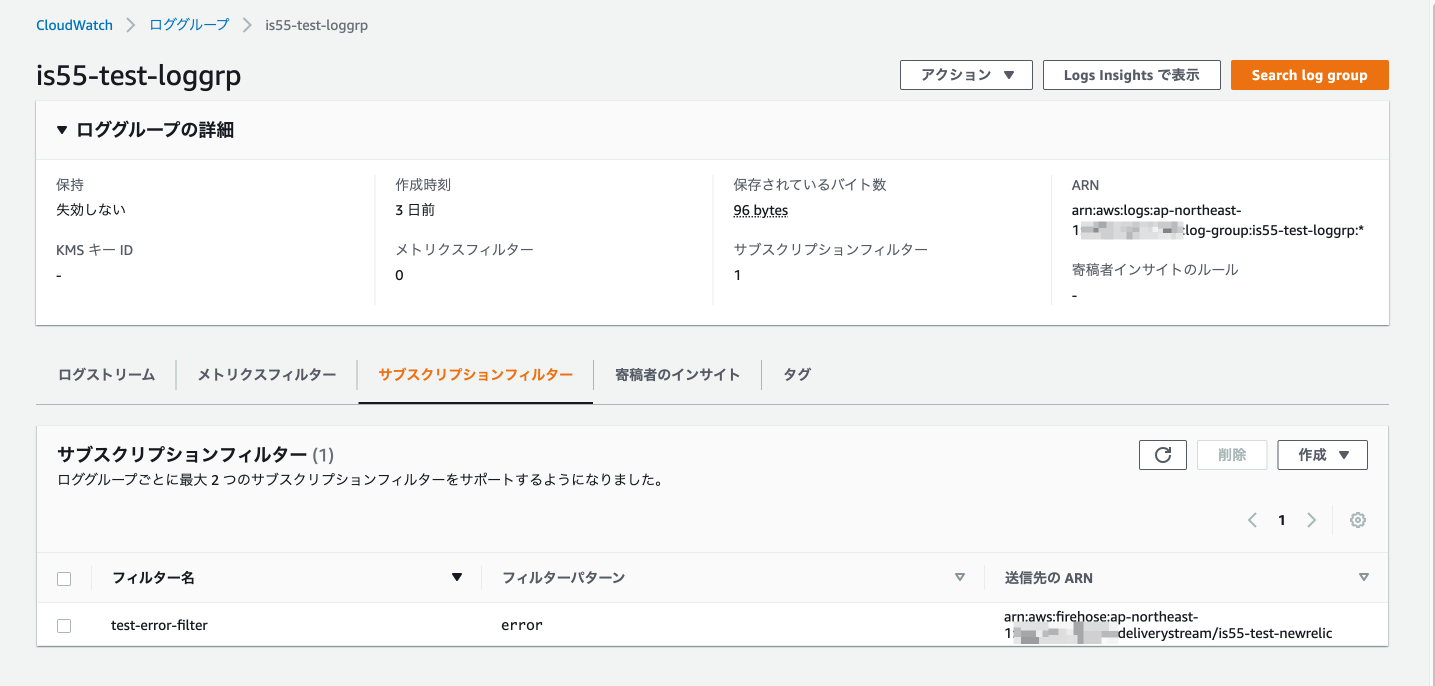 CloudWatch
ロググループ
is55-test-loggrp
is55-test-loggrp
アクション
Logs Insights で表示
Search log group
ロググループの詳細
保持
失効しない
KMS キー ID
-
作成時刻
3 日前
メトリクスフィルター
0
保存されているバイト数
96 bytes
サブスクリプションフィルター
1
ARN
arn:aws:logs:ap-northeast-
1:log-group:is55-test-loggrp:*
寄稿者インサイトのルール
-
ログストリーム
メトリクスフィルター
サブスクリプションフィルター
寄稿者のインサイト
タグ
サブスクリプションフィルター (1)
ロググループごとに最大 2 つのサブスクリプションフィルターをサポートするようになりました。
削除
作成
1
フィルター名
フィルターパターン
送信先の ARN
test-error-filter
error
arn:aws:firehose:ap-northeast-
1:deliverystream/is55-test-newrelic